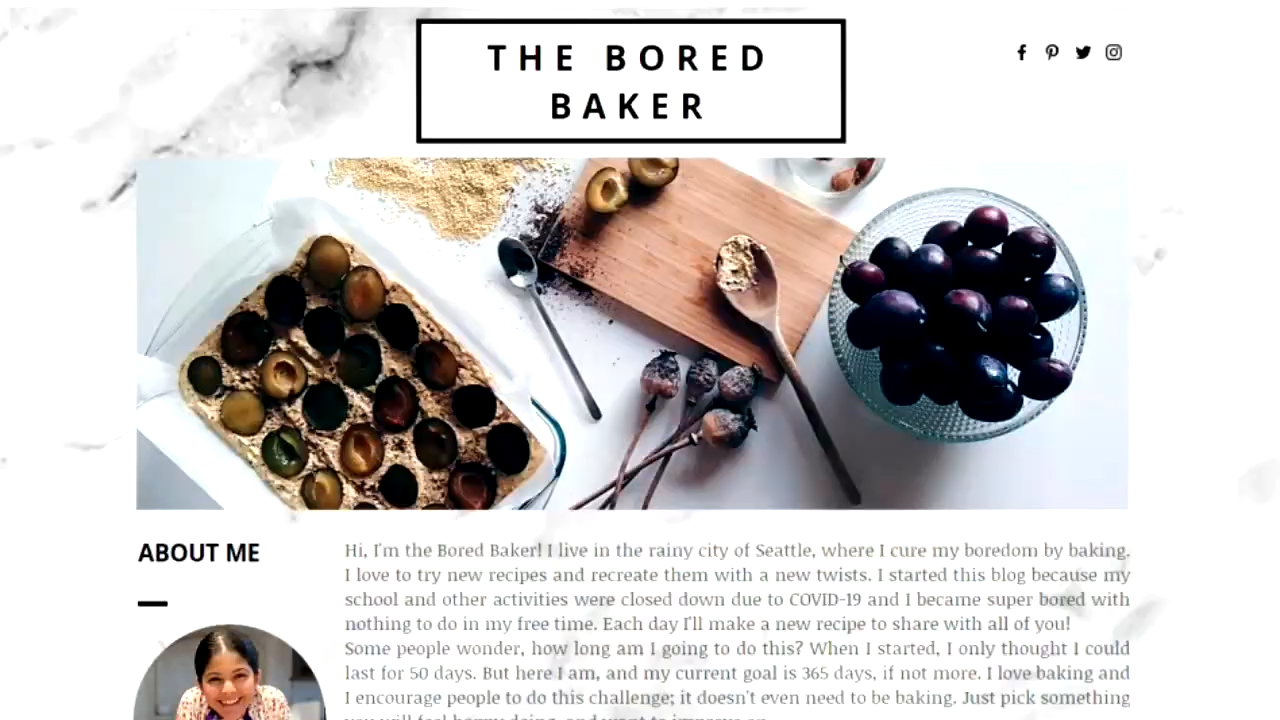 THE BORED
BAKER
ABOUT ME
Hi, I'm the Bored Baker! I live in the rainy city of Seattle, where I cure my boredom by baking.
I love to try new recipes and recreate them with a new twists. I started this blog because my
school and other activities were closed down due to COVID-19 and I became super bored with
nothing to do in my free time. Each day I'll make a new recipe to share with all of you!
Some people wonder, how long am I going to do this? When I started, I only thought I could
last for 50 days. But here I am, and my current goal is 365 days, if not more. I love baking and
I encourage people to do this challenge; it doesn't even need to be baking. Just pick something